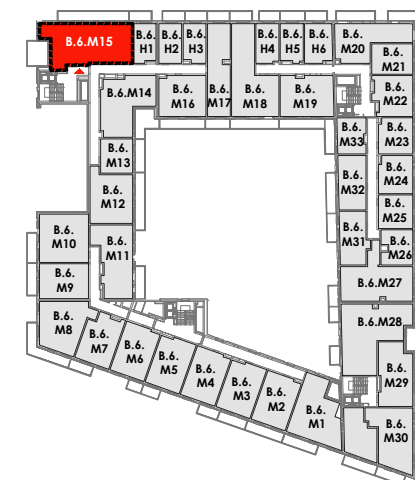 B.6.M15
B.6.
H1
B.6.
H2
B.6.
H3
B.6.
H4
B.6.
H5
B.6.
H6
B.6.
M20
B.6.
M21
B.6.M14
B.6.
M16
B.6.
M17
B.6.
M18
B.6.
M19
B.6.
M22
B.6.
M33
B.6.
M23
B.6.
M13
B.6.
M32
B.6.
M24
B.6.
M12
B.6.
M25
B.6.
M10
B.6.
M11
B.6.
M31
B.6.
M26
B.6.
M9
B.6.M27
B.6.
M8
B.6.
M7
B.6.
M6
B.6.
M5
B.6.
M4
B.6.
M3
B.6.
M2
B.6.
M1
B.6.M28
B.6.
M29
B.6.
M30